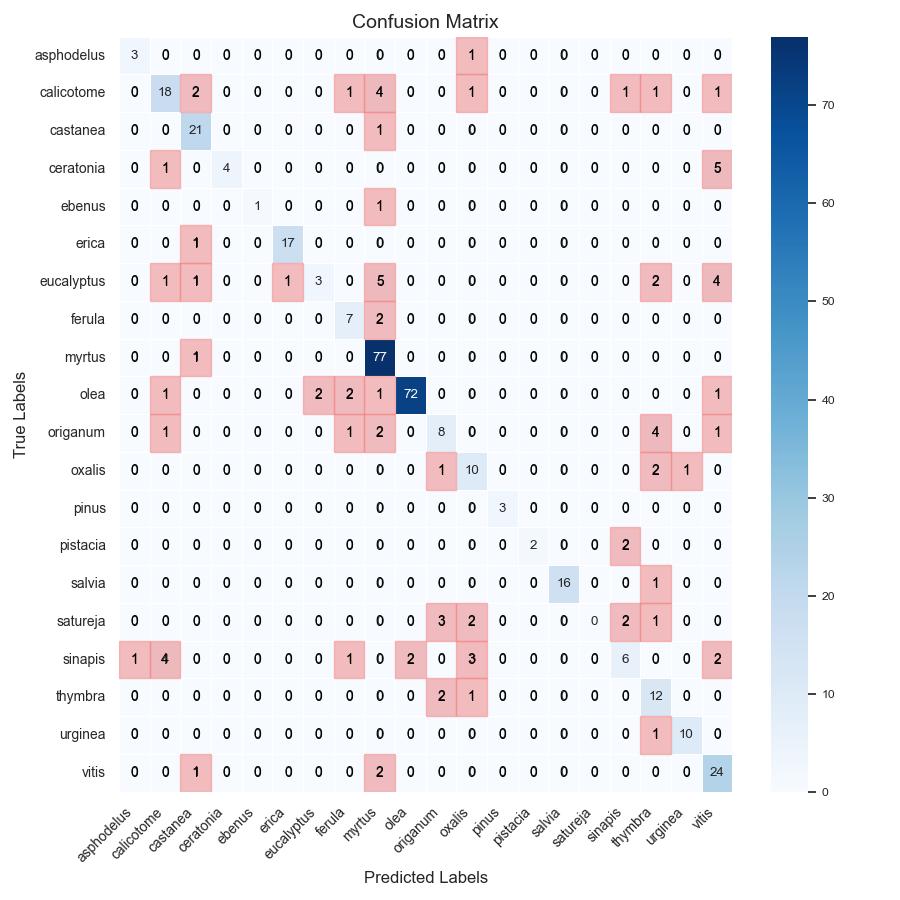 Confusion Matrix
asphodelus 3 0 0 0 0 0 0 0 0 0 0 1 0 0 0 0 0 0 0 0
calicotome 0 18 2 0 0 0 0 1 4 0 0 1 0 0 0 0 1 1 0 1
70
castanea 0 0 21 0 0 0 0 0 1 0 0 0 0 0 0 0 0 0 0 0
ceratonia 0 1 0 4 0 0 0 0 0 0 0 0 0 0 0 0 0 0 0 5
60
ebenus 0 0 0 0 1 0 0 0 1 0 0 0 0 0 0 0 0 0 0 0
erica 0 0 1 0 0 17 0 0 0 0 0 0 0 0 0 0 0 0 0 0
eucalyptus 0 1 1 0 0 1 3 0 5 0 0 0 0 0 0 0 0 2 0 4
50
ferula 0 0 0 0 0 0 0 7 2 0 0 0 0 0 0 0 0 0 0 0
myrtus 0 0 1 0 0 0 0 0 77 0 0 0 0 0 0 0 0 0 0 0
olea 0 1 0 0 0 0 2 2 1 72 0 0 0 0 0 0 0 0 0 1
40
True Labels
origanum 0 1 0 0 0 0 0 1 2 0 8 0 0 0 0 0 0 4 0 1
oxalis 0 0 0 0 0 0 0 0 0 0 1 10 0 0 0 0 0 2 1 0
30
pinus 0 0 0 0 0 0 0 0 0 0 0 0 3 0 0 0 0 0 0 0
pistacia 0 0 0 0 0 0 0 0 0 0 0 0 0 2 0 0 2 0 0 0
salvia 0 0 0 0 0 0 0 0 0 0 0 0 0 0 16 0 0 1 0 0
20
satureja 0 0 0 0 0 0 0 0 0 0 3 2 0 0 0 0 2 1 0 0
sinapis 1 4 0 0 0 0 0 1 0 2 0 3 0 0 0 0 6 0 0 2
10
thymbra 0 0 0 0 0 0 0 0 0 0 2 1 0 0 0 0 0 12 0 0
urginea 0 0 0 0 0 0 0 0 0 0 0 0 0 0 0 0 0 1 10 0
vitis 0 0 1 0 0 0 0 0 2 0 0 0 0 0 0 0 0 0 0 24
0
asphodelus calicotome castanea ceratonia ebenus erica eucalyptus ferula myrtus olea origanum oxalis pinus pistacia salvia satureja sinapis thymbra urginea vitis
Predicted Labels